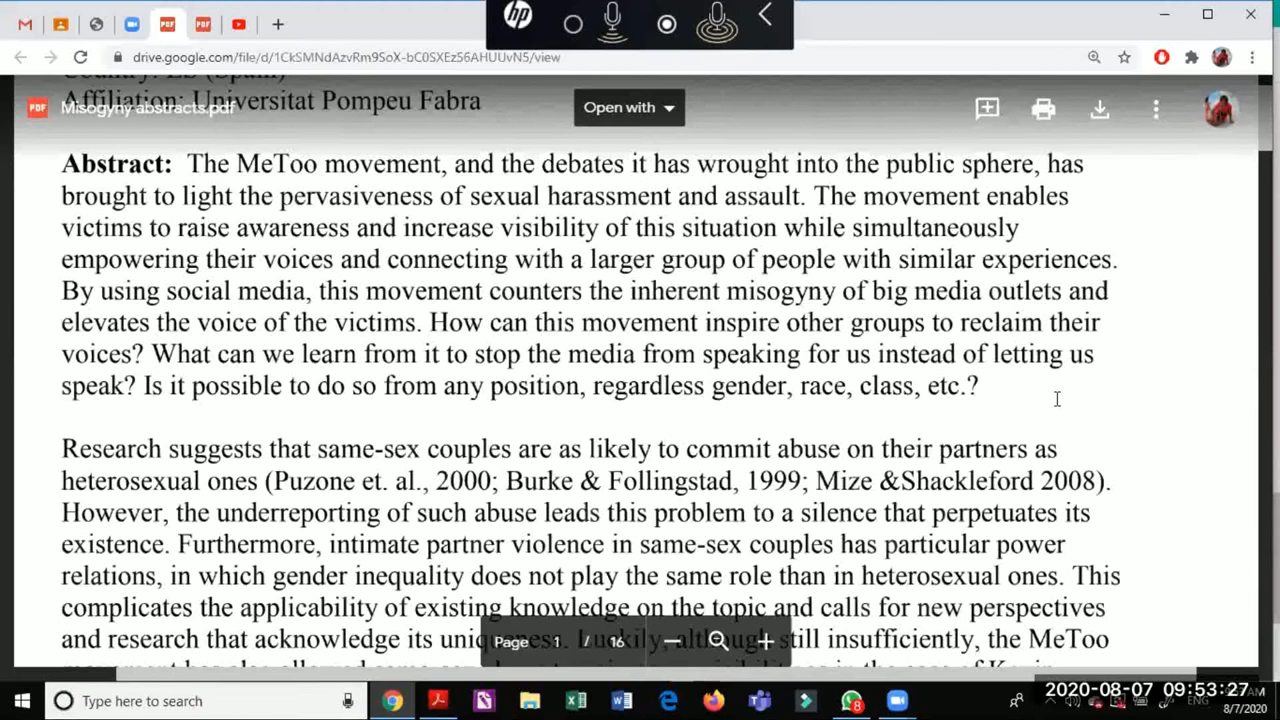 hp
drive.google.com/file/d/1CkSMNdAzvRm9SoX-bC0SXEz56AHUUvN5/view
Affiliation: Universitat Pompeu Fabra
PDF Misogyny abstracts.pdf
Open with
Abstract: The MeToo movement, and the debates it has wrought into the public sphere, has
brought to light the pervasiveness of sexual harassment and assault. The movement enables
victims to raise awareness and increase visibility of this situation while simultaneously
empowering their voices and connecting with a larger group of people with similar experiences.
By using social media, this movement counters the inherent misogyny of big media outlets and
elevates the voice of the victims. How can this movement inspire other groups to reclaim their
voices? What can we learn from it to stop the media from speaking for us instead of letting us
speak? Is it possible to do so from any position, regardless gender, race, class, etc.?
Research suggests that same-sex couples are as likely to commit abuse on their partners as
heterosexual ones (Puzone et. al., 2000; Burke & Follingstad, 1999; Mize &Shackleford 2008).
However, the underreporting of such abuse leads this problem to a silence that perpetuates its
existence. Furthermore, intimate partner violence in same-sex couples has particular power
relations, in which gender inequality does not play the same role than in heterosexual ones. This
complicates the applicability of existing knowledge on the topic and calls for new perspectives
and research that acknowledge its uniqueness. Luckily, although still insufficiently, the MeToo
Page 1 / 16
Type here to search
8
2020-08-07 09:53:27
ENG
8/7/2020